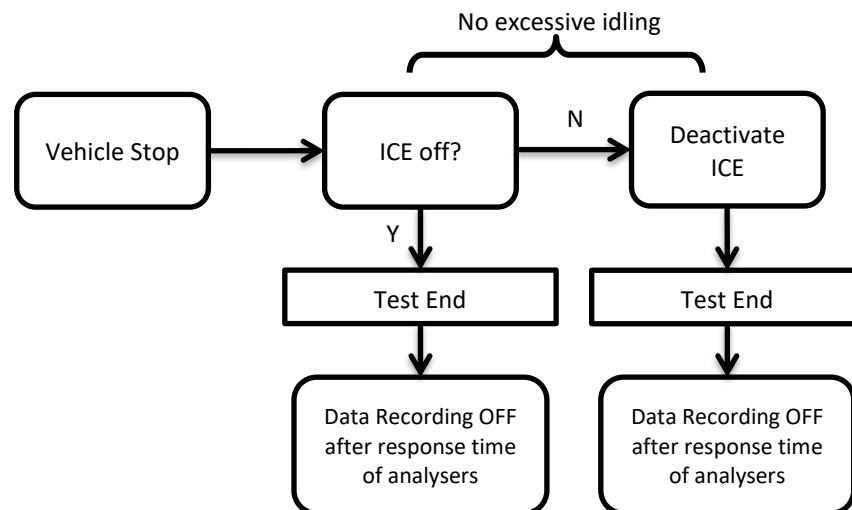 No excessive idling
Vehicle Stop
ICE off?
N
Deactivate
ICE
Y
Test End
Test End
Data Recording OFF
after response time
of analysers
Data Recording OFF
after response time
of analysers